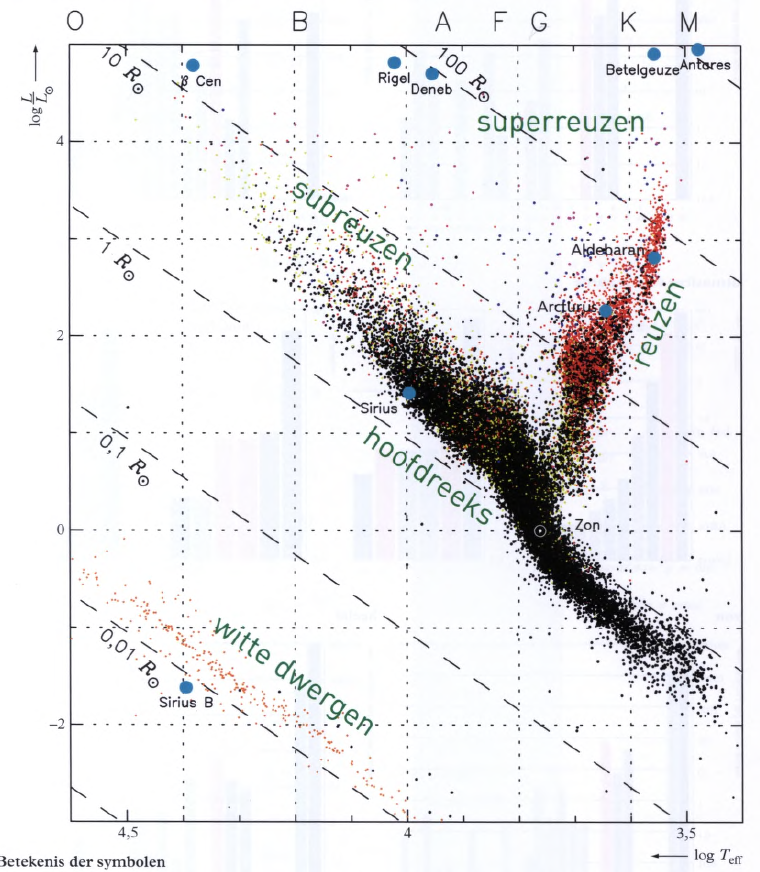 O B A F G K M
log L/L⊙
10 R⊙
β Cen
Rigel
Deneb
100 R⊙
Betelgeuze
Antares
superreuzen
4
subreuzen
1 R⊙
Aldebaran
Arcturus
reuzen
2
Sirius
hoofdreeks
0,1 R⊙
0
Zon
witte dwergen
0,01 R⊙
Sirius B
–2
4,5 4 3,5
Betekenis der symbolen
← log Teff